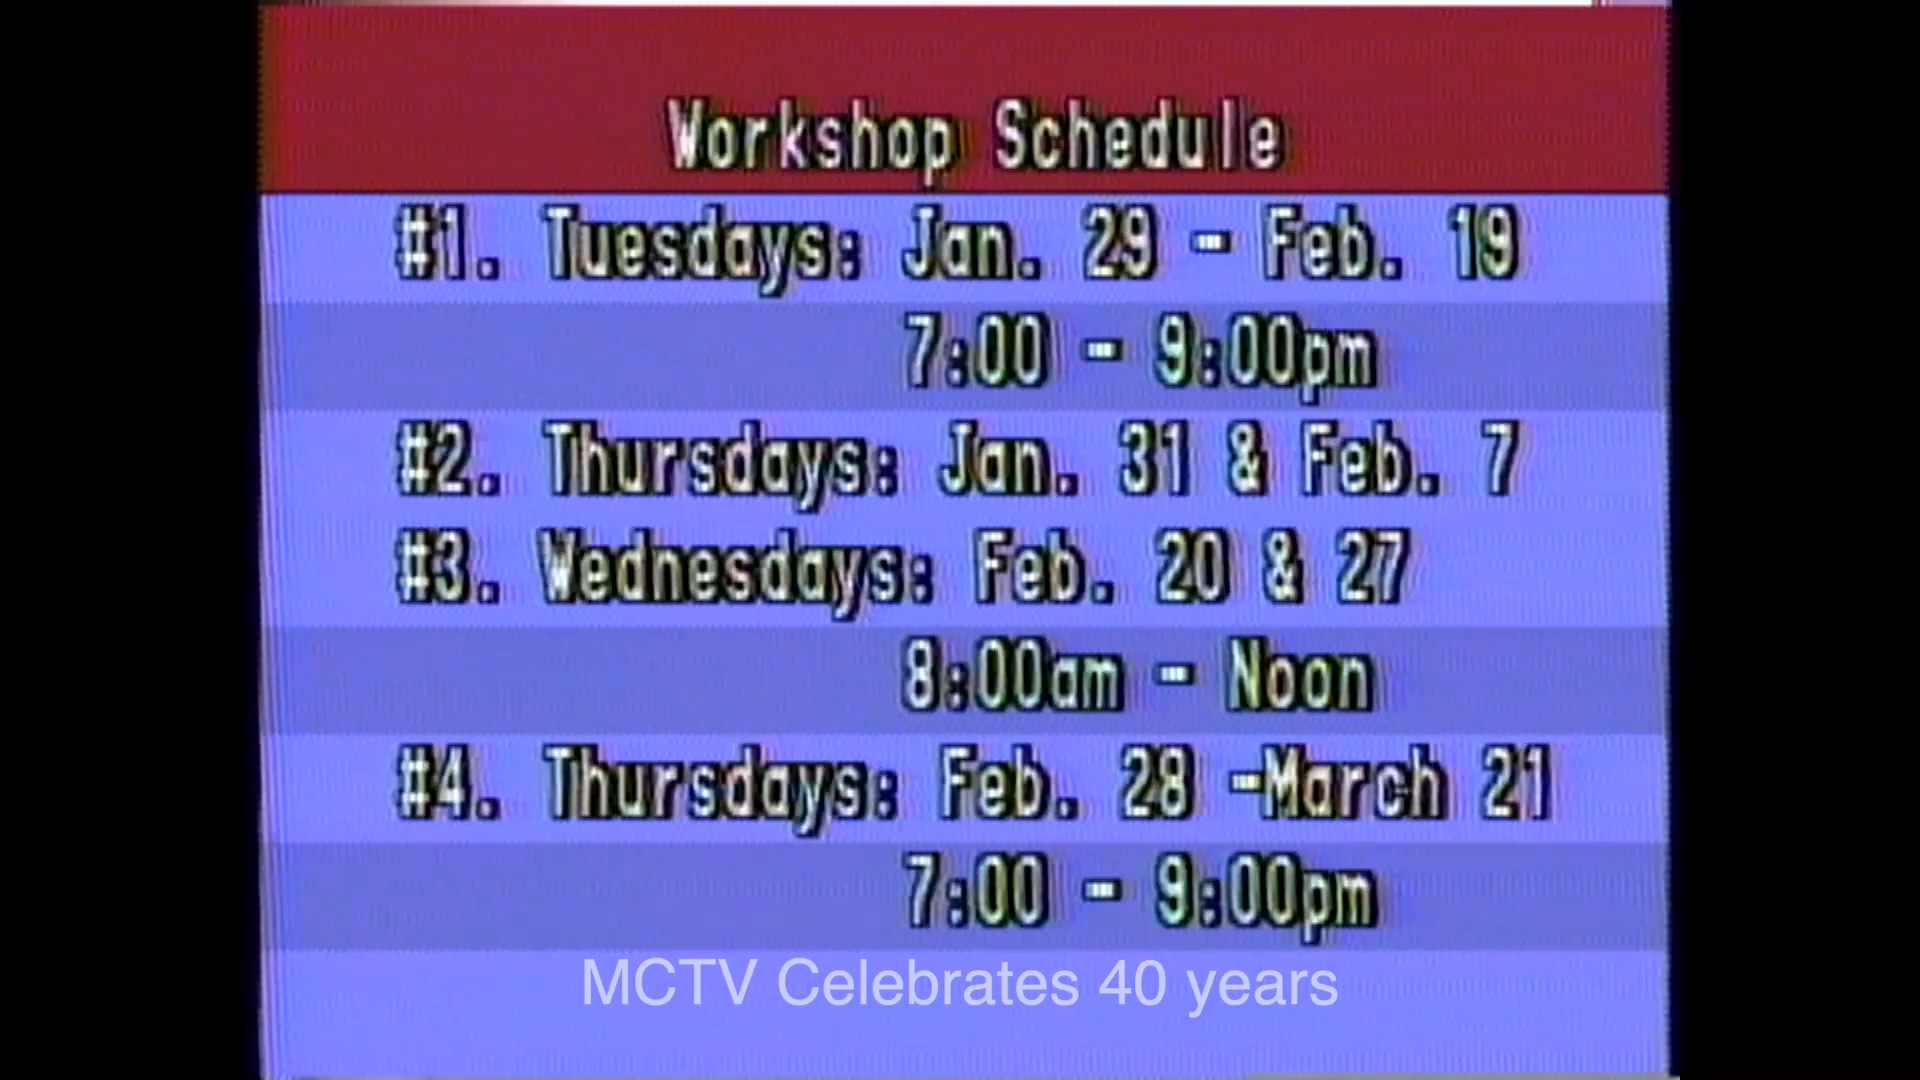 Workshop Schedule
#1. Tuesdays: Jan. 29 - Feb. 19
7:00 - 9:00pm
#2. Thursdays: Jan. 31 & Feb. 7
#3. Wednesdays: Feb. 20 & 27
8:00am - Noon
#4. Thursdays: Feb. 28 -March 21
7:00 - 9:00pm
MCTV Celebrates 40 years